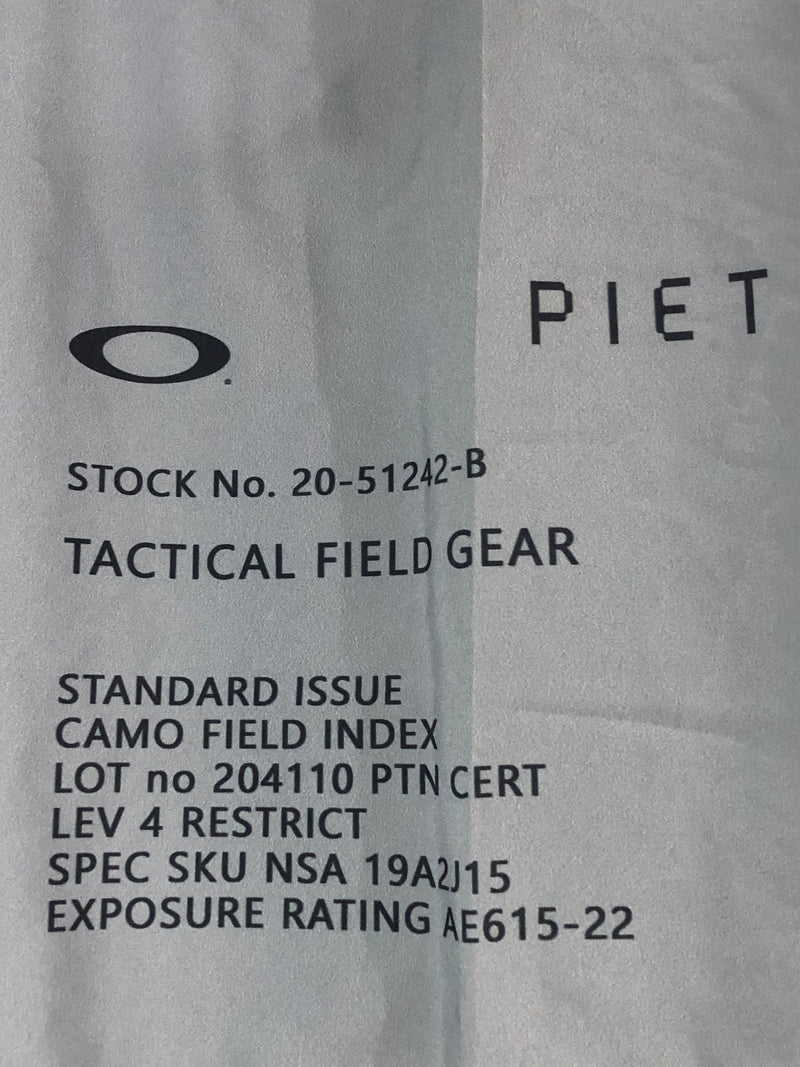 PIET
STOCK No. 20-51242-B
TACTICAL FIELD GEAR
STANDARD ISSUE
CAMO FIELD INDEX
LOT no 204110 PTN CERT
LEV 4 RESTRICT
SPEC SKU NSA 19A2J15
EXPOSURE RATING AE615-22